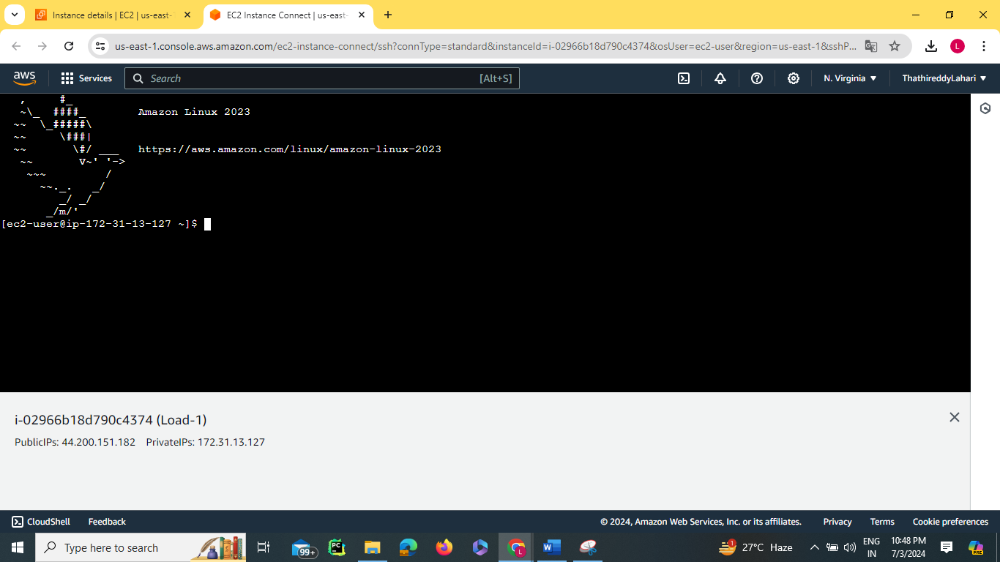 Instance details | EC2 | us-east-
EC2 Instance Connect | us-east-
us-east-1.console.aws.amazon.com/ec2-instance-connect/ssh?connType=standard&instanceId=i-02966b18d790c4374&osUser=ec2-user&region=us-east-1&sshP...
L
aws
Services
Search
[Alt+S]
N. Virginia
ThathireddyLahari
   ,     #_
   ~\_  ####_        Amazon Linux 2023
  ~~  \_#####\
  ~~     \###|
  ~~       \#/ ___   https://aws.amazon.com/linux/amazon-linux-2023
   ~~       V~' '->
    ~~~         /
      ~~._.   _/
         _/ _/
       _/m/'
[ec2-user@ip-172-31-13-127 ~]$
i-02966b18d790c4374 (Load-1)
PublicIPs: 44.200.151.182 PrivateIPs: 172.31.13.127
CloudShell
Feedback
© 2024, Amazon Web Services, Inc. or its affiliates.
Privacy
Terms
Cookie preferences
Type here to search
99+
PC
L
W
1
27°C Haze
ENG
IN
10:48 PM
7/3/2024
PRE